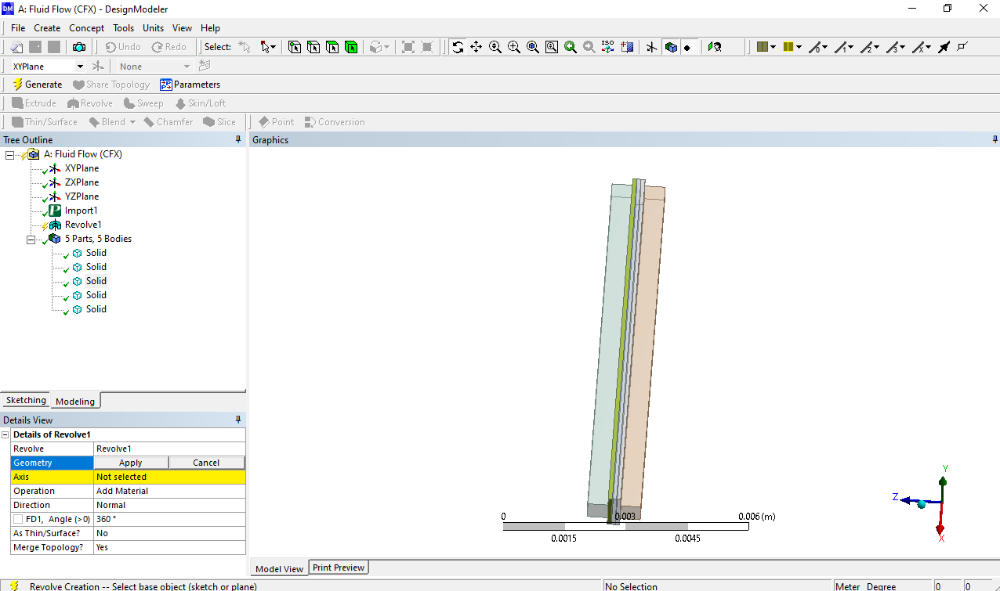 DM A: Fluid Flow (CFX) - DesignModeler
File Create Concept Tools Units View Help
Undo Redo Select: ISO
XYPlane None
Generate Share Topology Parameters
Extrude Revolve Sweep Skin/Loft
Thin/Surface Blend Chamfer Slice Point Conversion
Tree Outline
Graphics
A: Fluid Flow (CFX)
XYPlane
ZXPlane
YZPlane
Import1
Revolve1
5 Parts, 5 Bodies
Solid
Solid
Solid
Solid
Solid
Sketching Modeling
Details View
Details of Revolve1
Revolve Revolve1
Geometry Apply Cancel
Axis Not selected
Operation Add Material
Direction Normal
FD1, Angle (>0) 360 °
As Thin/Surface? No
Merge Topology? Yes
Y
Z
X
0 0.003 0.006 (m)
0.0015 0.0045
Model View Print Preview
Revolve Creation -- Select base object (sketch or plane) No Selection Meter Degree 0 0